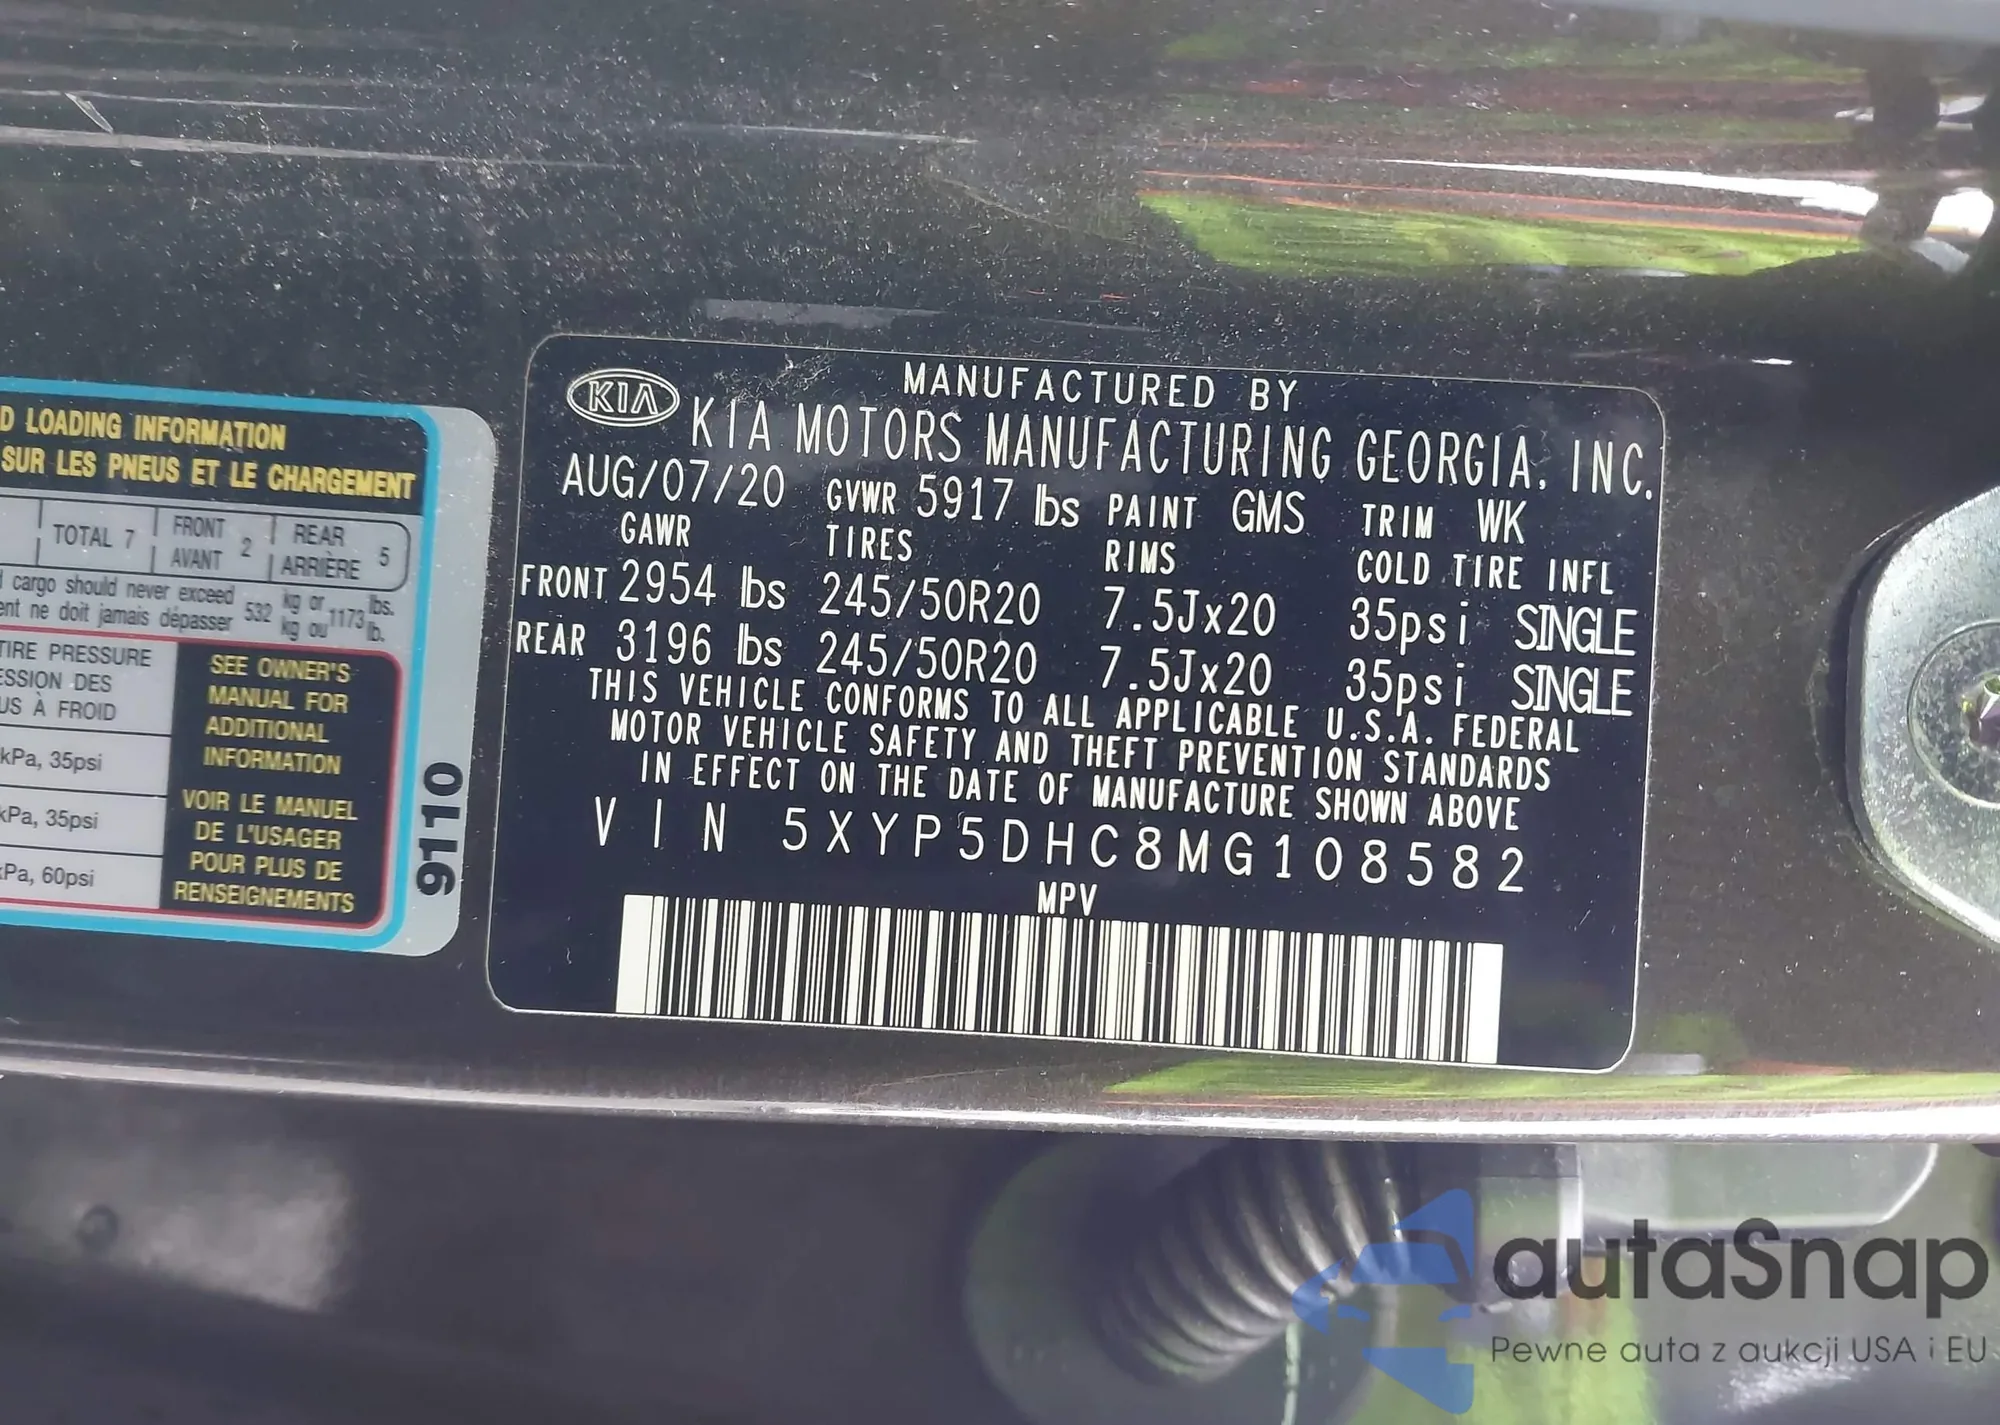 D LOADING INFORMATION
SUR LES PNEUS ET LE CHARGEMENT
TOTAL 7
FRONT
AVANT
2
REAR
ARRIÈRE
5
cargo should never exceed
ent ne doit jamais dépasser
532
kg or
kg ou
1173
lbs.
lb.
TIRE PRESSURE
ESSION DES
US À FROID
kPa, 35psi
kPa, 35psi
kPa, 60psi
SEE OWNER'S
MANUAL FOR
ADDITIONAL
INFORMATION
VOIR LE MANUEL
DE L'USAGER
POUR PLUS DE
RENSEIGNEMENTS
9110
KIA
MANUFACTURED BY
KIA MOTORS MANUFACTURING GEORGIA, INC.
AUG/07/20 GVWR 5917 lbs PAINT GMS TRIM WK
GAWR TIRES RIMS COLD TIRE INFL
FRONT 2954 lbs 245/50R20 7.5Jx20 35psi SINGLE
REAR 3196 lbs 245/50R20 7.5Jx20 35psi SINGLE
THIS VEHICLE CONFORMS TO ALL APPLICABLE U.S.A. FEDERAL
MOTOR VEHICLE SAFETY AND THEFT PREVENTION STANDARDS
IN EFFECT ON THE DATE OF MANUFACTURE SHOWN ABOVE
VIN 5XYP5DHC8MG108582
MPV
autaSnap
Pewne auta z aukcji USA i EU